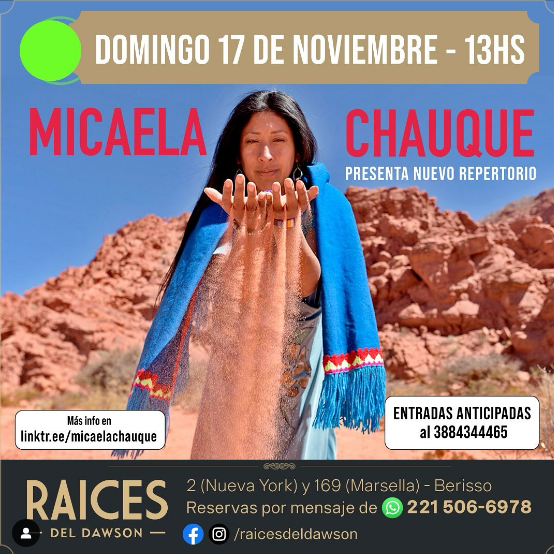 DOMINGO 17 DE NOVIEMBRE - 13HS
MICAELA CHAUQUE
PRESENTA NUEVO REPERTORIO
Más info en
linktr.ee/micaelachauque
ENTRADAS ANTICIPADAS
al 3884344465
RAICES
DEL DAWSON
2 (Nueva York) y 169 (Marsella) - Berisso
Reservas por mensaje de 221 506-6978
/raicesdeldawson